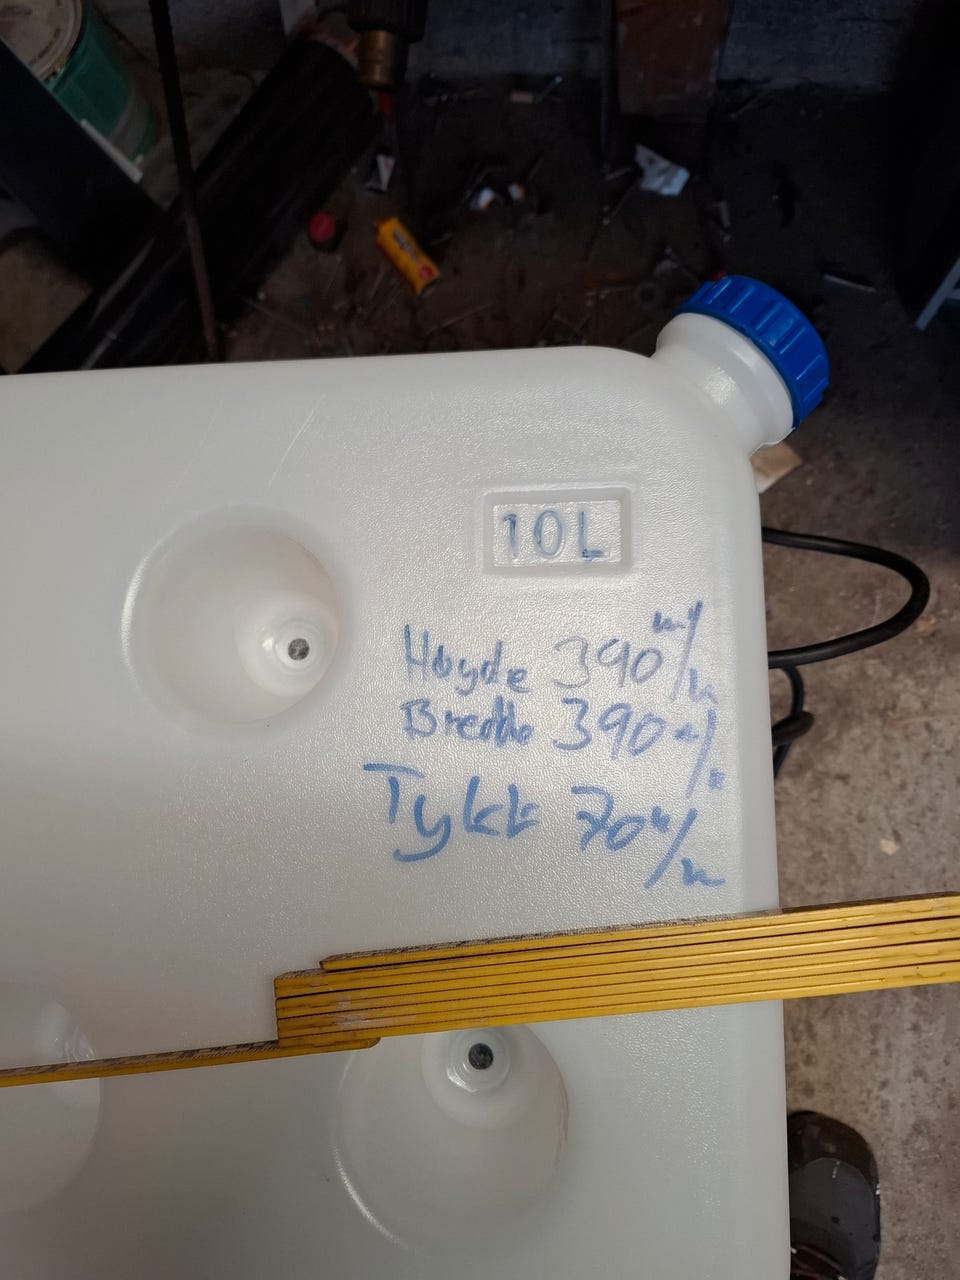 10L
Høyde 390 m/m
Bredde 390 m/m
Tykk 70 m/m